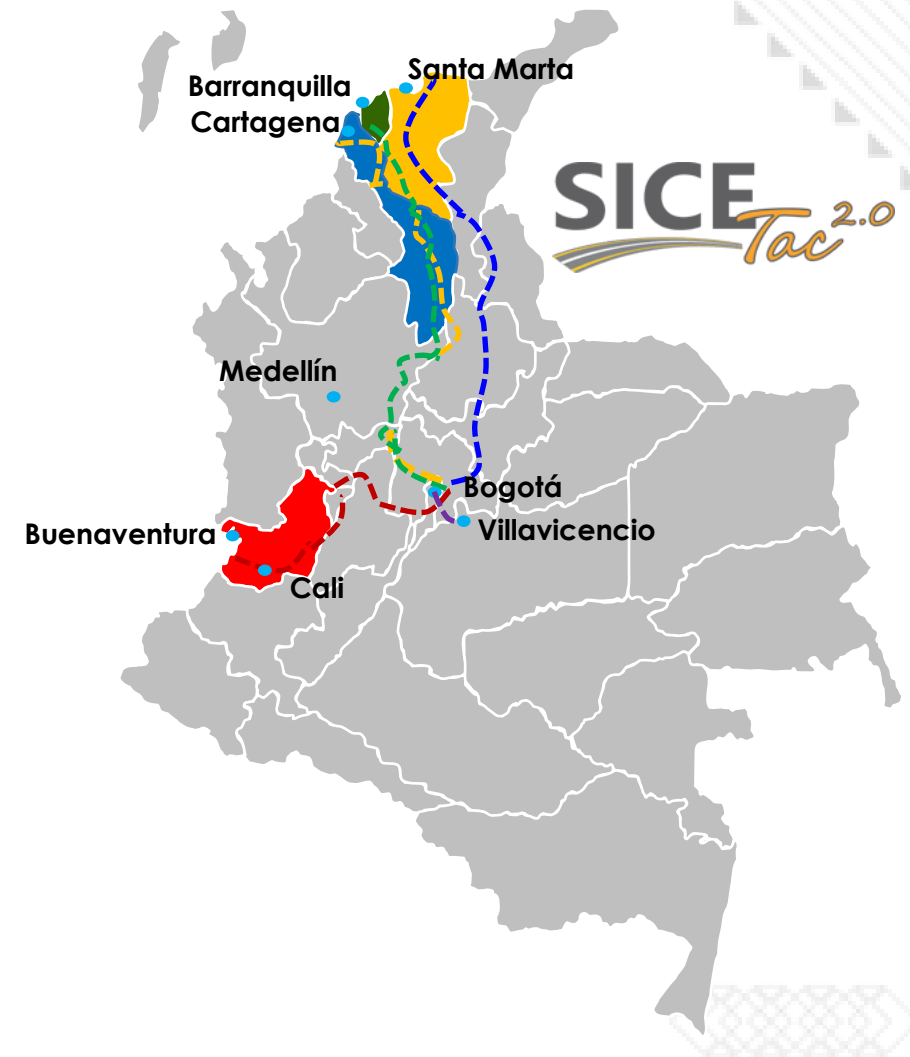 Santa Marta
Barranquilla
Cartagena
SICE
Tac 2.0
Medellín
Bogotá
Buenaventura
Villavicencio
Cali